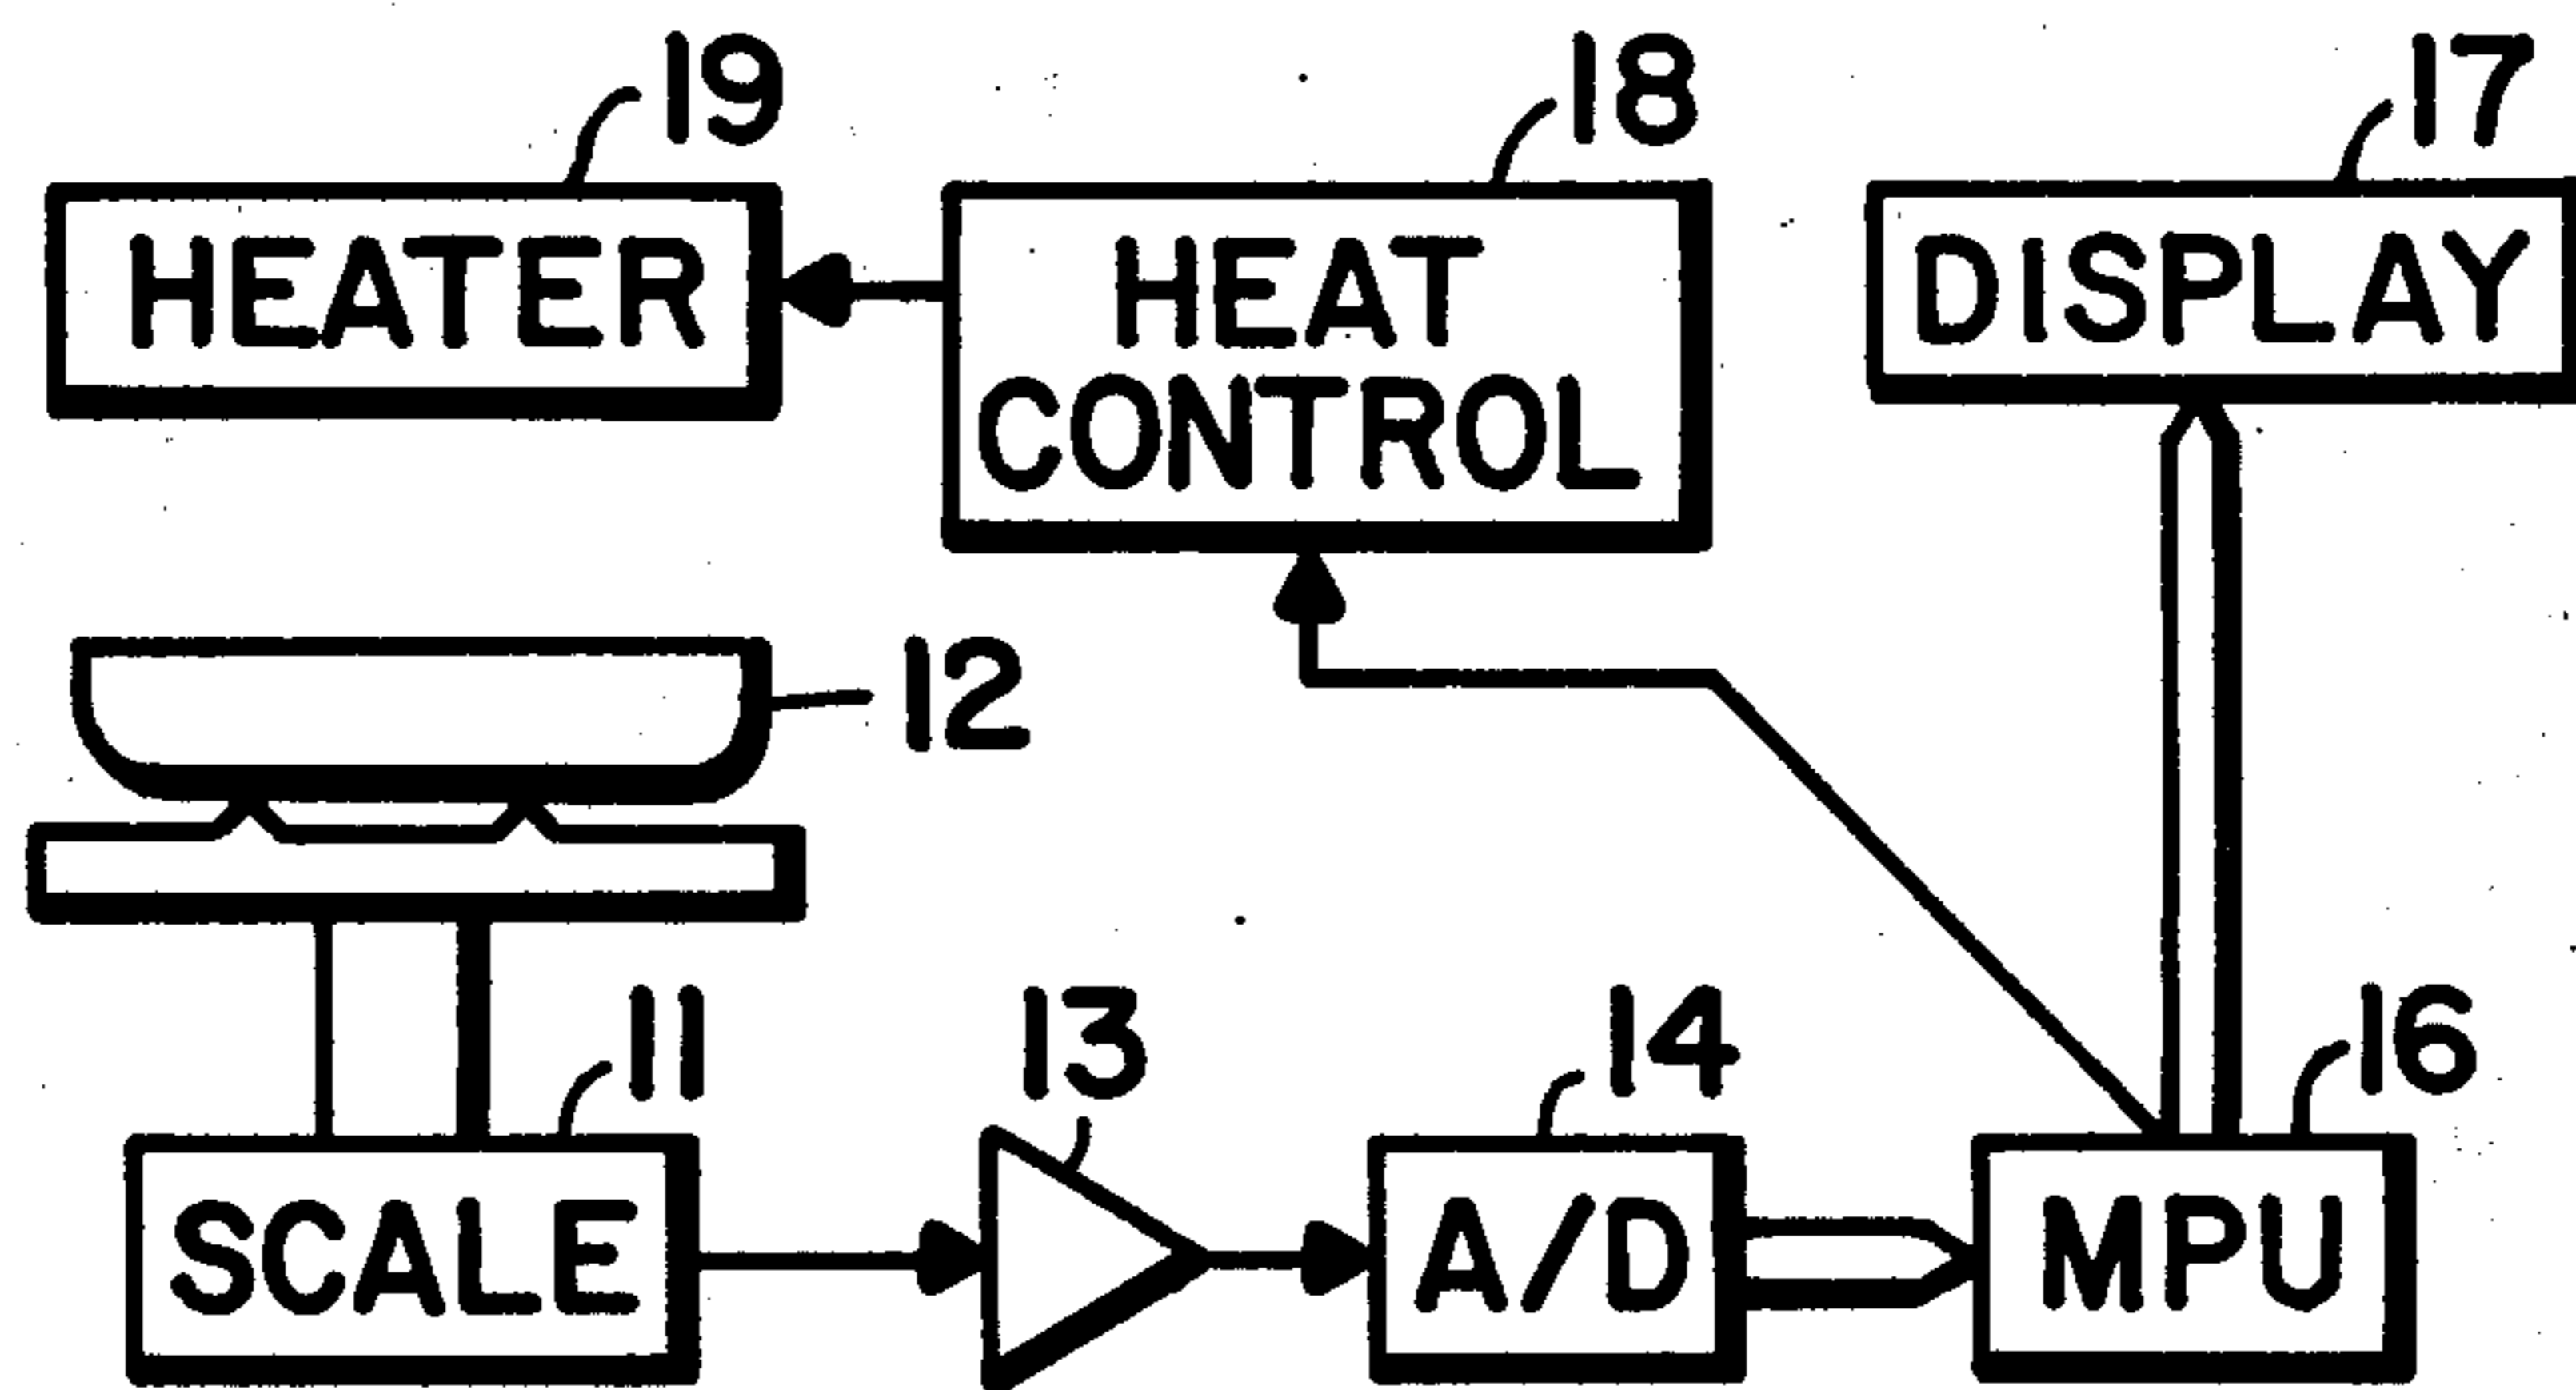 19
18
17
HEATER
HEAT
CONTROL
DISPLAY
12
11
13
14
16
SCALE
A/D
MPU